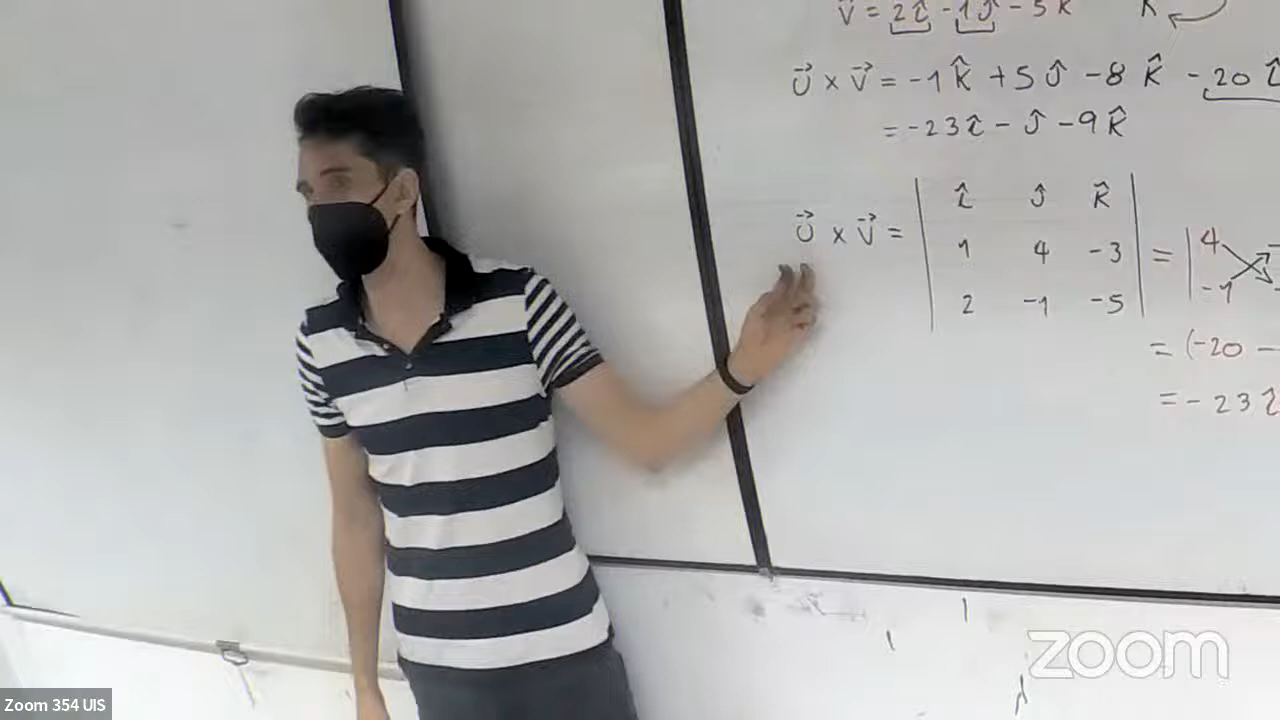 V⃗ = 2î - 1ĵ - 5k̂ k̂
U⃗ x V⃗ = -1k̂ + 5ĵ - 8k̂ - 20î
= -23î - ĵ - 9k̂
î ĵ k̂
U⃗ x V⃗ = 1 4 -3 = 4
2 -1 -5 -1
= (-20 -
= -23î
zoom
Zoom 354 UIS